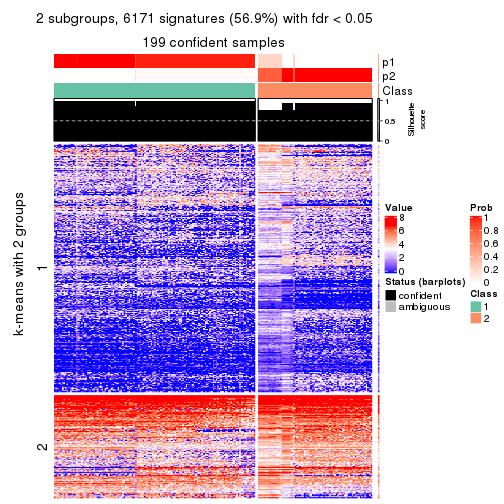 2 subgroups, 6171 signatures (56.9%) with fdr < 0.05
199 confident samples
p1
p2
Class
1
0.5
0
Silhouette
score
k-means with 2 groups
1
2
Value
8
6
4
2
0
Status (barplots)
confident
ambiguous
Prob
1
0.8
0.6
0.4
0.2
0
Class
1
2